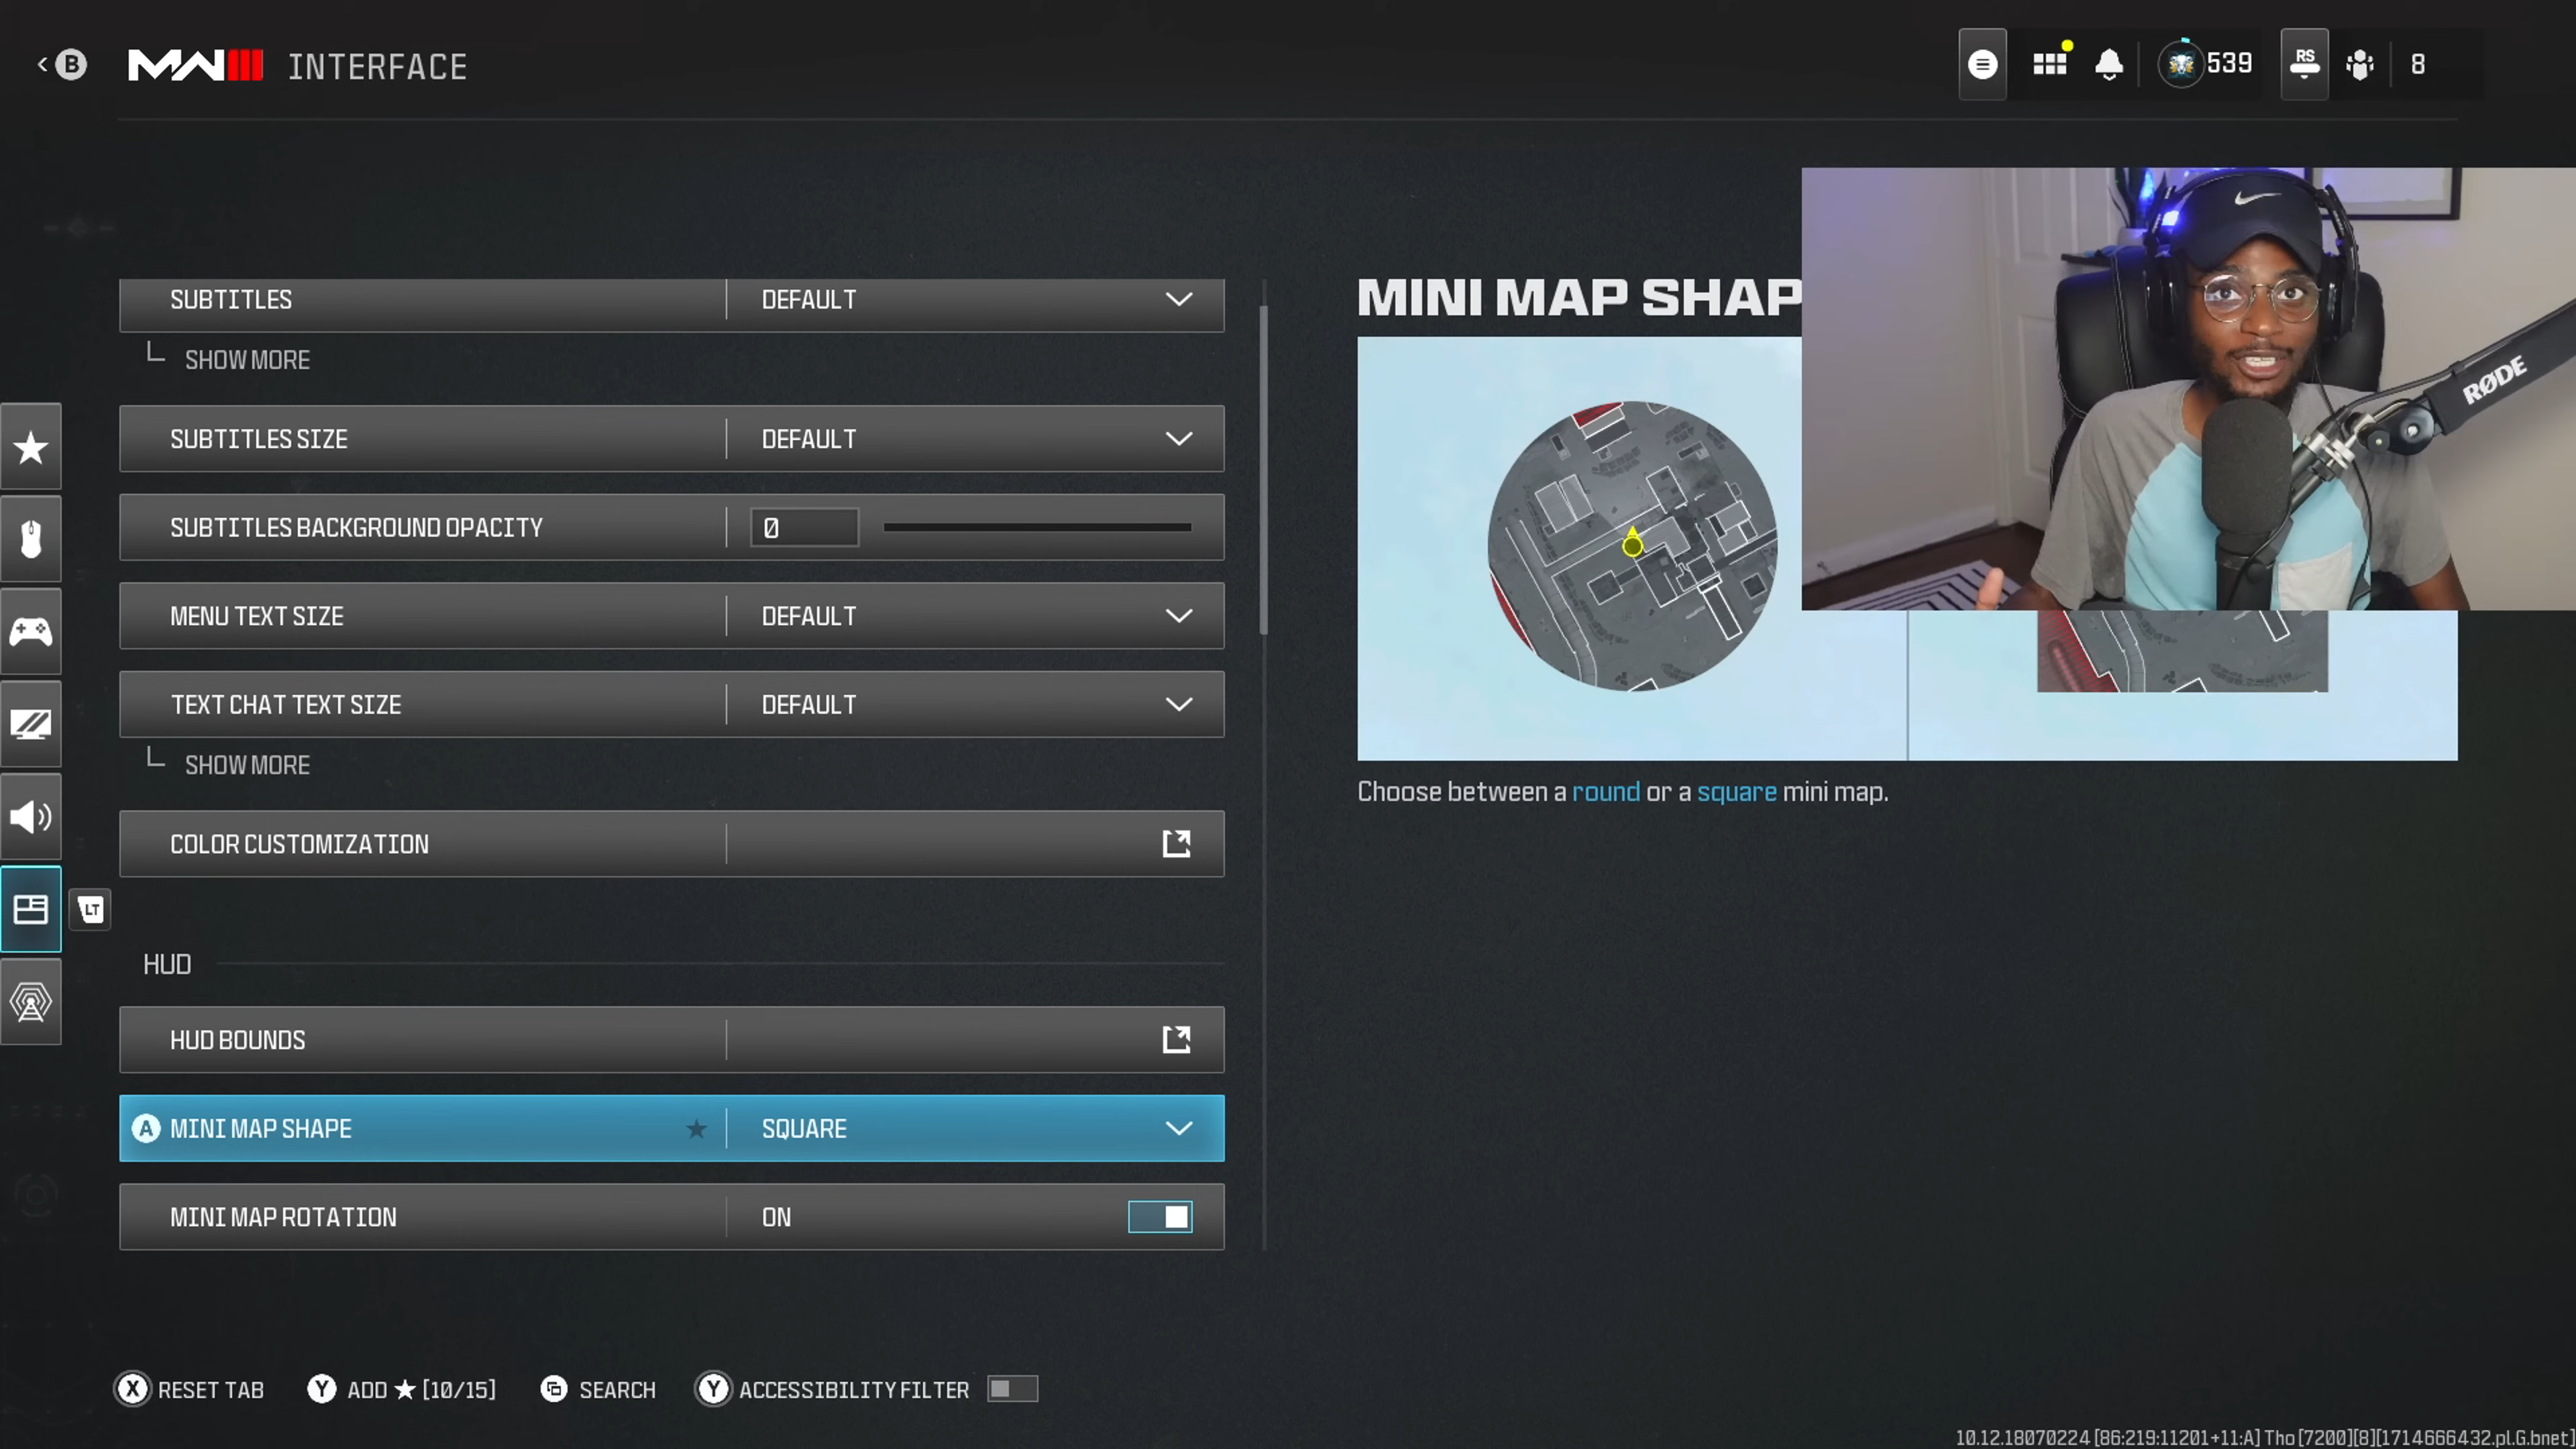 B MWIII INTERFACE 539 RS 8
SUBTITLES DEFAULT
SHOW MORE
SUBTITLES SIZE DEFAULT
SUBTITLES BACKGROUND OPACITY 0
MENU TEXT SIZE DEFAULT
TEXT CHAT TEXT SIZE DEFAULT
SHOW MORE
COLOR CUSTOMIZATION
LT
HUD
HUD BOUNDS
A MINI MAP SHAPE SQUARE
MINI MAP ROTATION ON
MINI MAP SHAP
RØDE
Choose between a round or a square mini map.
X RESET TAB Y ADD ★ [10/15] SEARCH Y ACCESSIBILITY FILTER
10.12.18070224 [86:219:11201+11:A] Tho [7200][8][1714666432.pl.G.bnet]